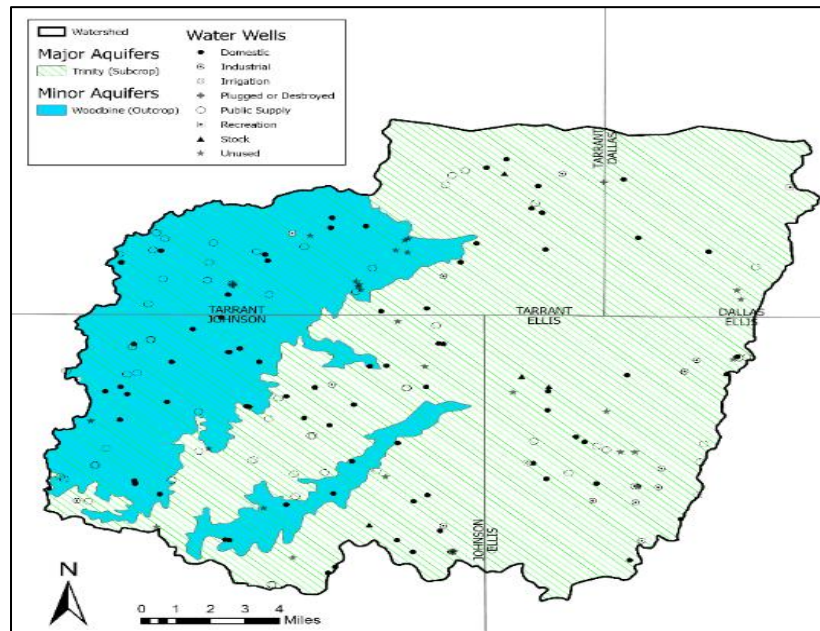 Watershed
Major Aquifers
Trinity (Subcrop)
Minor Aquifers
Woodbine (Outcrop)
Water Wells
Domestic
Industrial
Irrigation
Plugged or Destroyed
Public Supply
Recreation
Stock
Unused
TARRANT
DALLAS
TARRANT
JOHNSON
TARRANT
ELLIS
DALLAS
ELLIS
JOHNSON
ELLIS
N
0 1 2 3 4
Miles